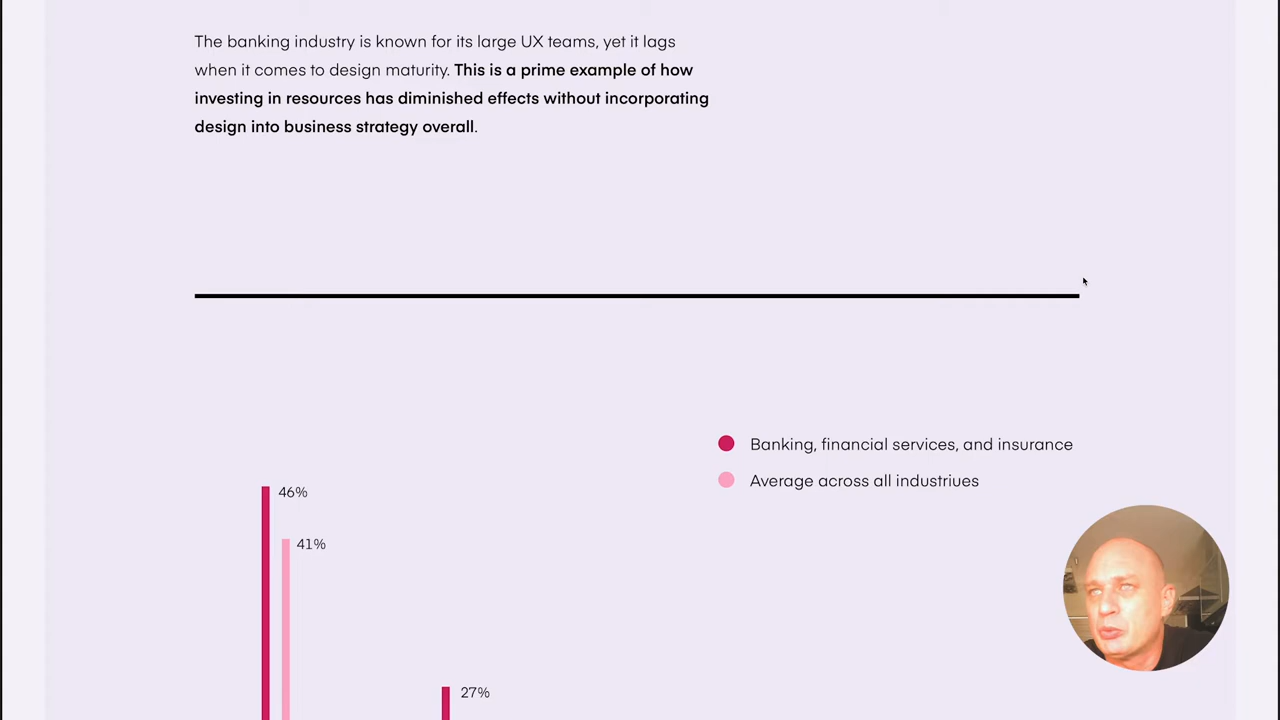 The banking industry is known for its large UX teams, yet it lags
when it comes to design maturity. This is a prime example of how
investing in resources has diminished effects without incorporating
design into business strategy overall.
Banking, financial services, and insurance
Average across all industriues
46%
41%
27%